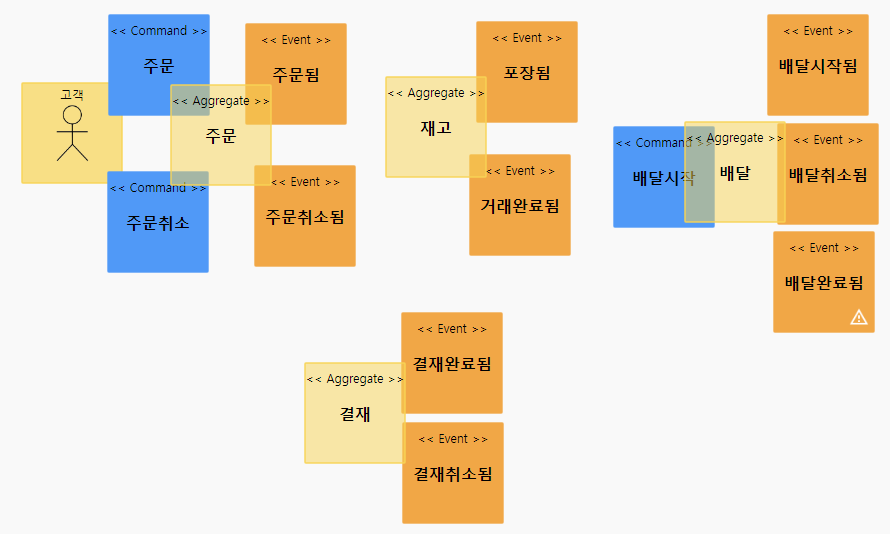 고객
<< Command >>
주문
<< Command >>
주문취소
<< Aggregate >>
주문
<< Event >>
주문됨
<< Event >>
주문취소됨
<< Aggregate >>
재고
<< Event >>
포장됨
<< Event >>
거래완료됨
<< Command >>
배달시작
<< Aggregate >>
배달
<< Event >>
배달시작됨
<< Event >>
배달취소됨
<< Event >>
배달완료됨
<< Aggregate >>
결재
<< Event >>
결재완료됨
<< Event >>
결재취소됨